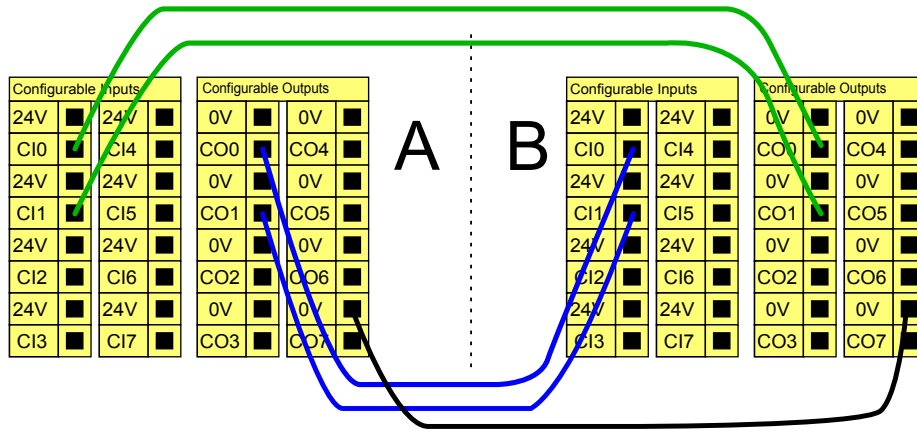 Configurable Inputs
24V 24V
CI0 CI4
24V 24V
CI1 CI5
24V 24V
CI2 CI6
24V 24V
CI3 CI7
Configurable Outputs
0V 0V
CO0 CO4
0V 0V
CO1 CO5
0V 0V
CO2 CO6
0V 0V
CO3 CO7
A
B
Configurable Inputs
24V 24V
CI0 CI4
24V 24V
CI1 CI5
24V 24V
CI2 CI6
24V 24V
CI3 CI7
Configurable Outputs
0V 0V
CO0 CO4
0V 0V
CO1 CO5
0V 0V
CO2 CO6
0V 0V
CO3 CO7